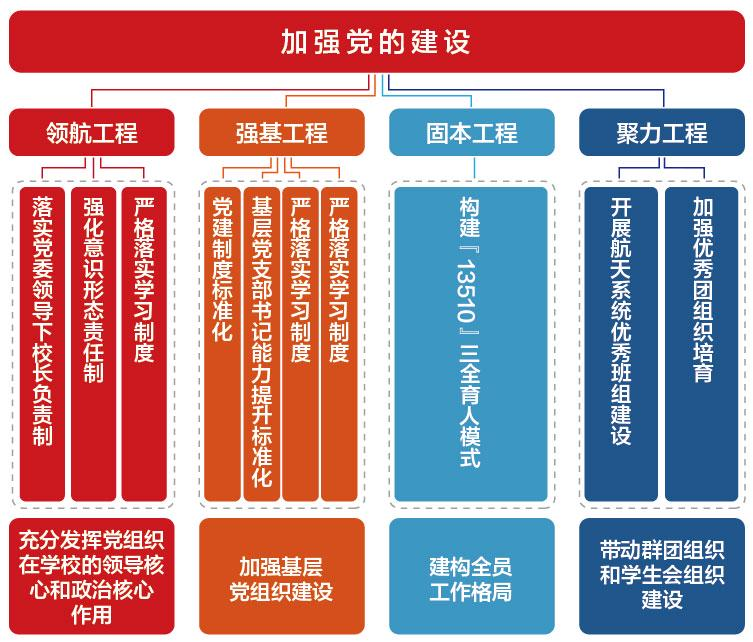 加强党的建设
领航工程
强基工程
固本工程
聚力工程
落实党委领导下校长负责制
强化意识形态责任制
严格落实学习制度
党建制度标准化
基层党支部书记能力提升标准化
严格落实学习制度
严格落实学习制度
构建『13510』三全育人模式
开展航天系统优秀班组建设
加强优秀团组织培育
充分发挥党组织
在学校的领导核
心和政治核心
作用
加强基层
党组织建设
建构全员
工作格局
带动群团组织
和学生会组织
建设